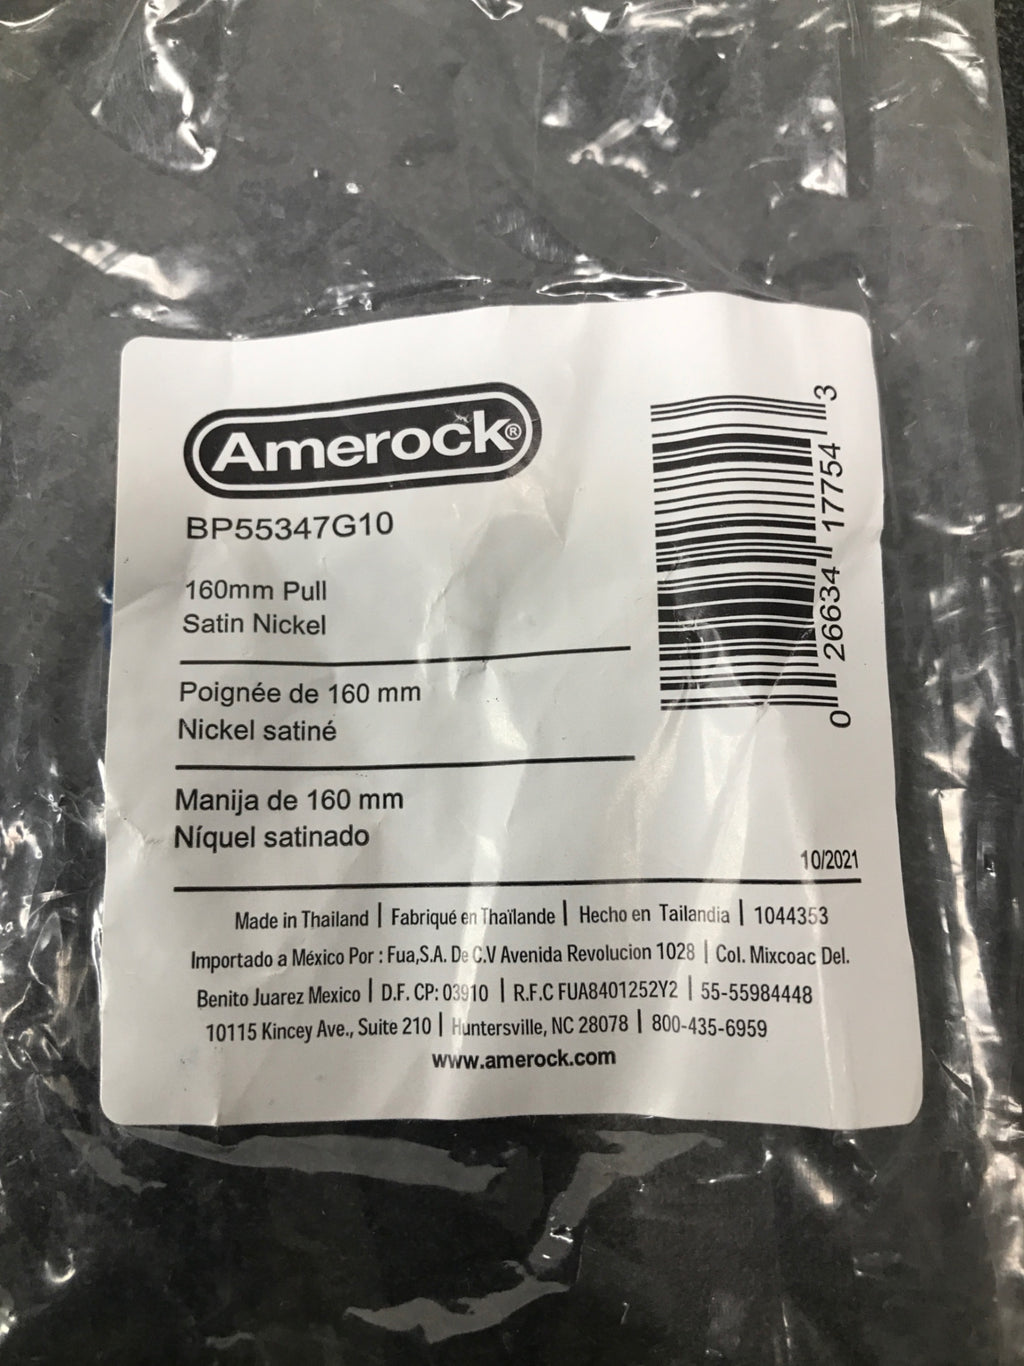 Amerock®
BP55347G10
160mm Pull
Satin Nickel
Poignée de 160 mm
Nickel satiné
Manija de 160 mm
Níquel satinado
0 26634 17754 3
10/2021
Made in Thailand | Fabriqué en Thaïlande | Hecho en Tailandia | 1044353
Importado a México Por : Fua,S.A. De C.V Avenida Revolucion 1028 | Col. Mixcoac Del.
Benito Juarez Mexico | D.F. CP: 03910 | R.F.C FUA8401252Y2 | 55-55984448
10115 Kincey Ave., Suite 210 | Huntersville, NC 28078 | 800-435-6959
www.amerock.com